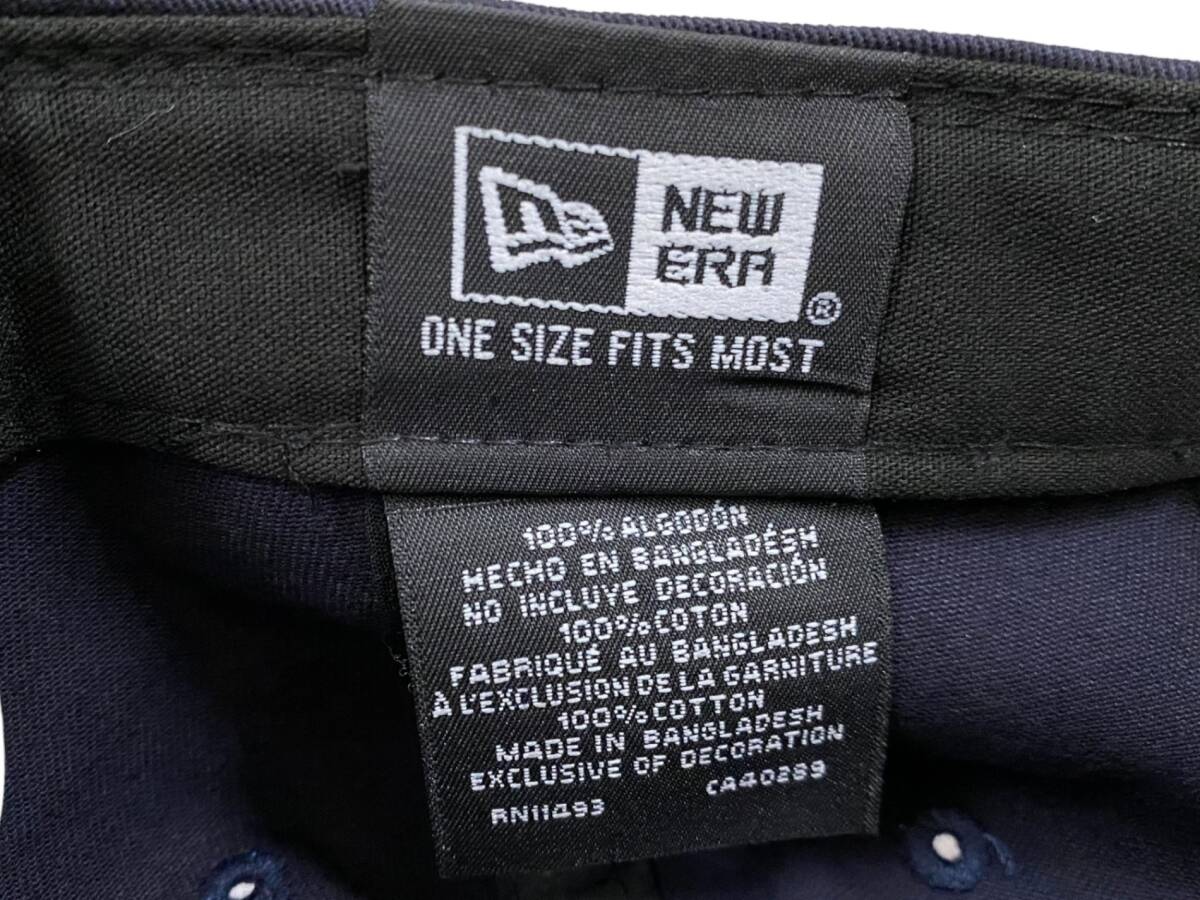 NEW
ERA
®
ONE SIZE FITS MOST
100% ALGODÓN
HECHO EN BANGLADÉSH
NO INCLUYE DECORACIÓN
100% COTON
FABRIQUÉ AU BANGLADESH
À L'EXCLUSION DE LA GARNITURE
100% COTTON
MADE IN BANGLADESH
EXCLUSIVE OF DECORATION
RN11493 CA40289